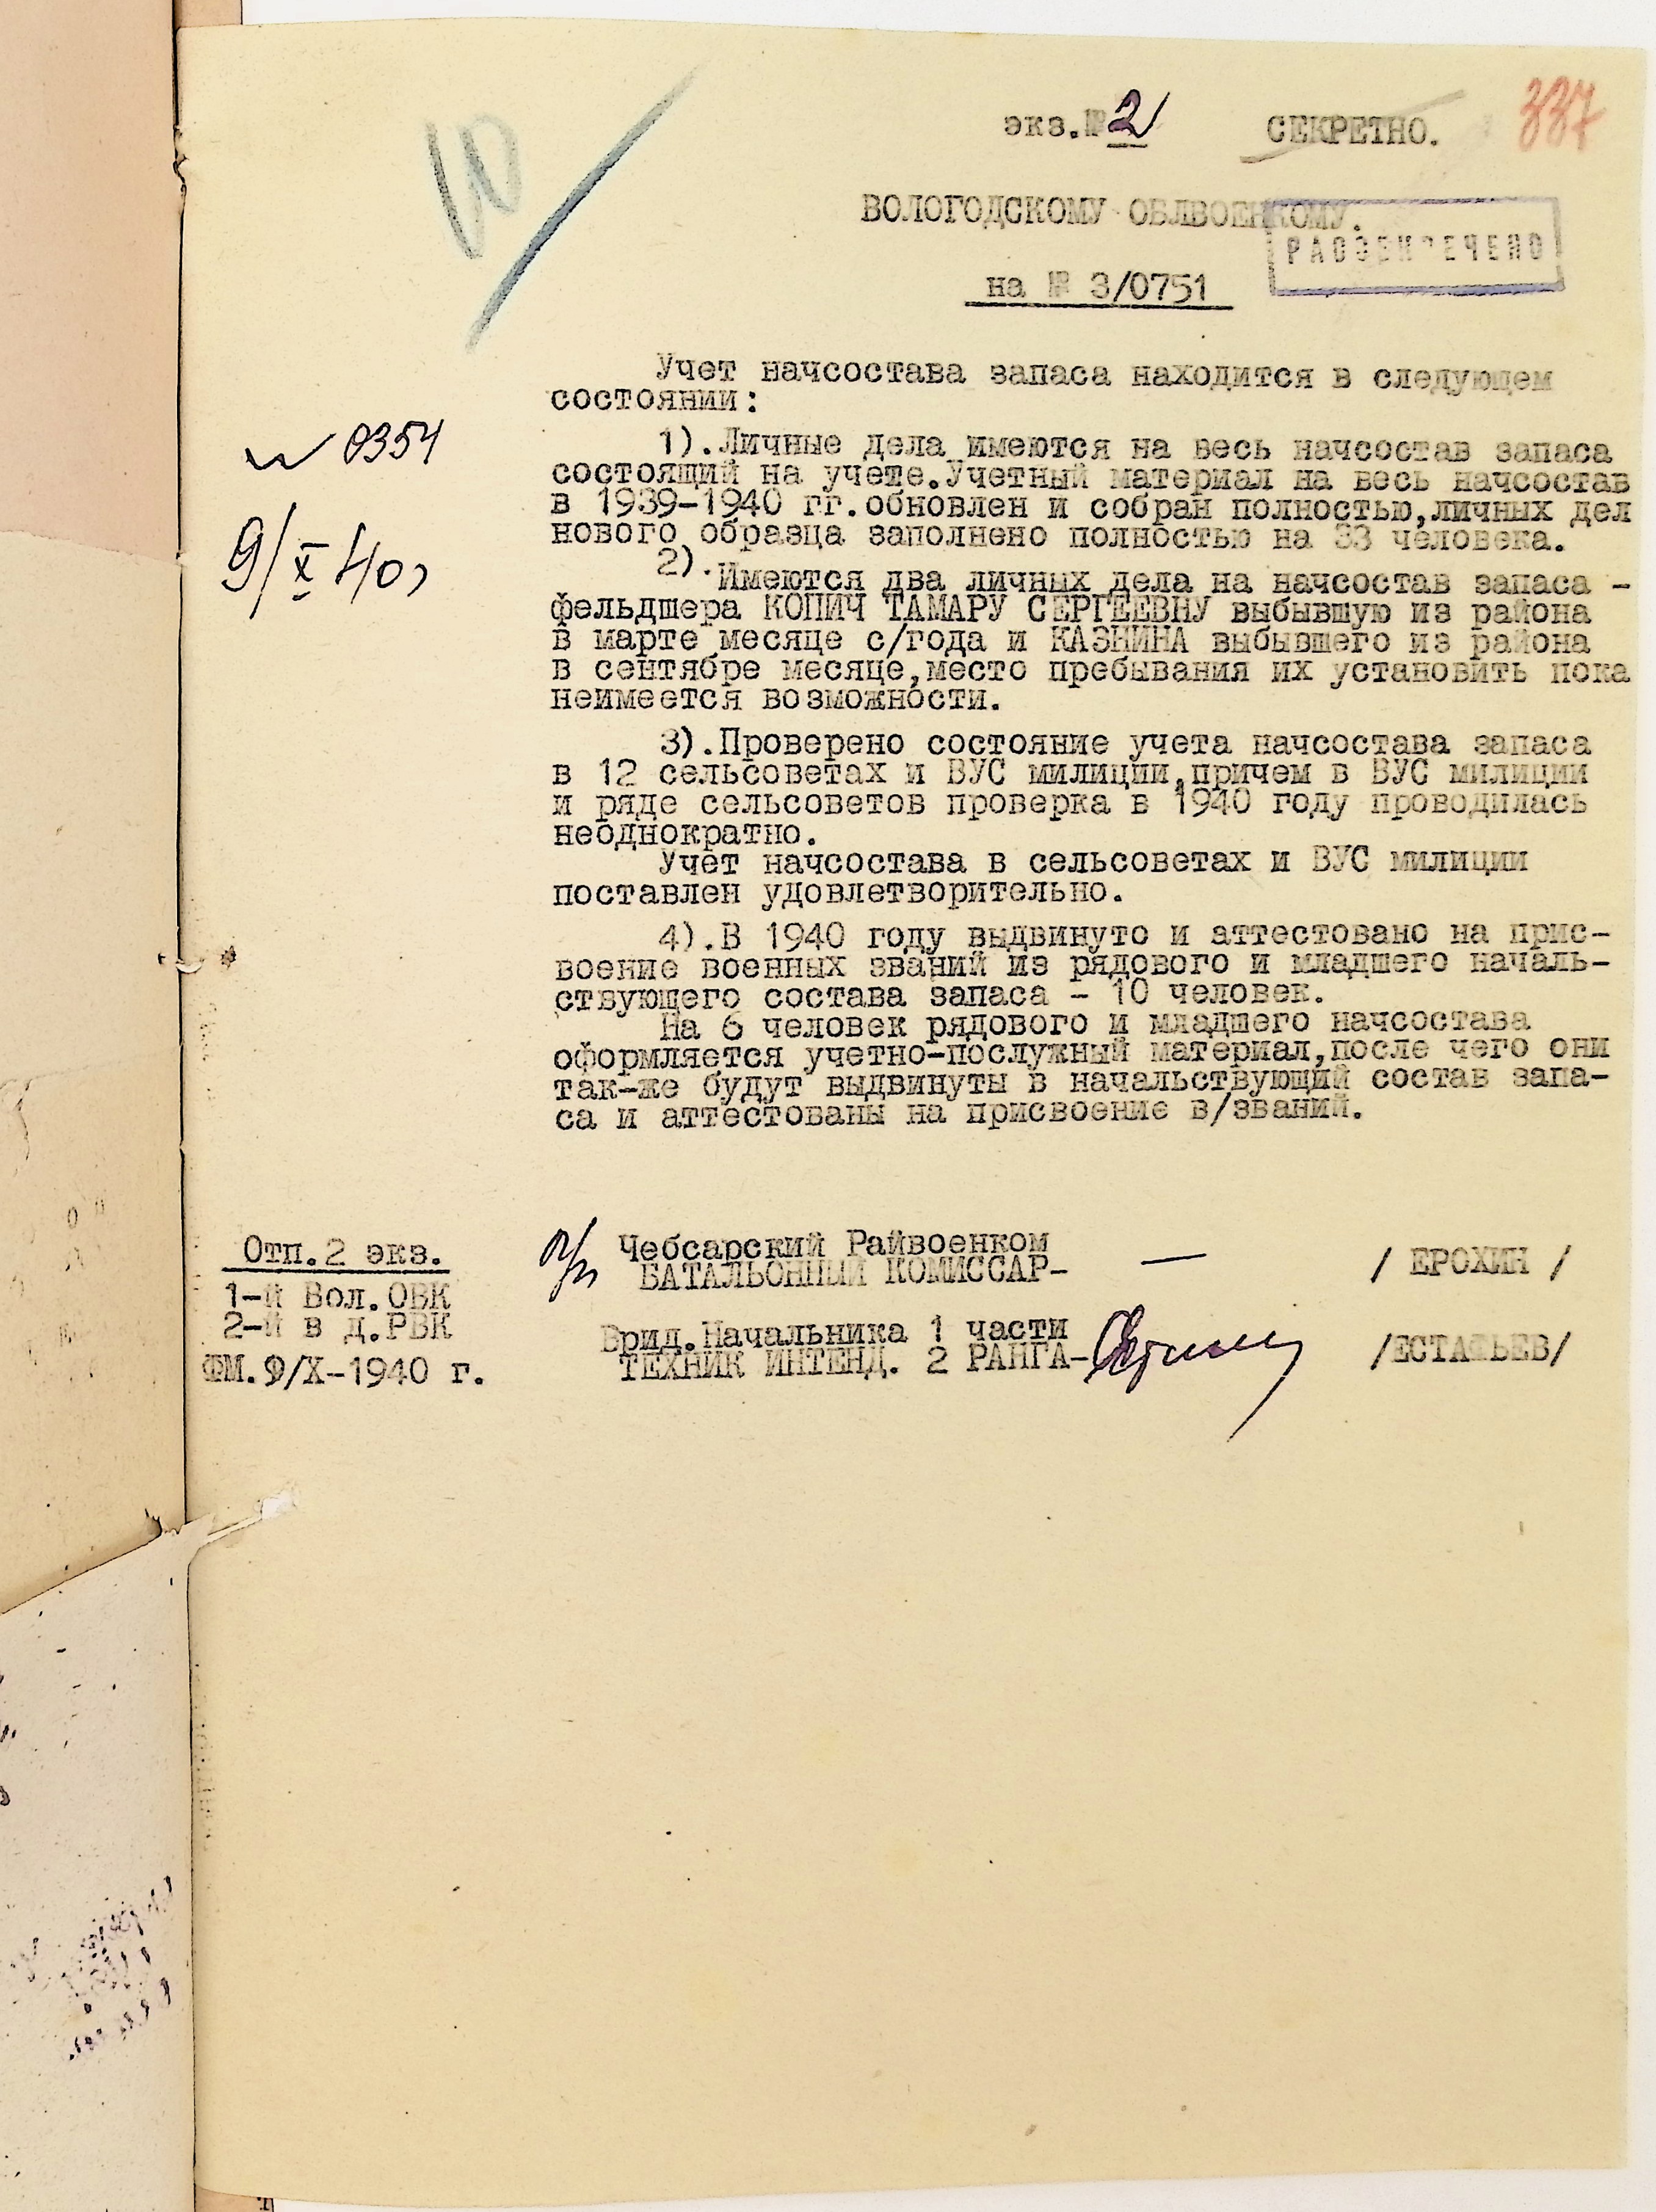 экз.№ 2
СЕКРЕТНО.
337
ВОЛОГОДСКОМУ ОБЛВОЕНКОМУ.
РАССЕКРЕЧЕНО
на № 3/0751
Учет начсостава запаса находится в следующем
состоянии:
1).Личные дела имеются на весь начсостав запаса
состоящий на учете.Учетный материал на весь начсостав
в 1939-1940 гг.обновлен и собран полностью,личных дел
нового образца заполнено полностью на 33 человека.
2).Имеются два личных дела на начсостав запаса -
фельдшера КОПИЧ ТАМАРУ СЕРГЕЕВНУ выбывшую из района
в марте месяце с/года и КАЗНИНА выбывшего из района
в сентябре месяце,место пребывания их установить пока
неимеется возможности.
3).Проверено состояние учета начсостава запаса
в 12 сельсоветах и ВУС милиции,причем в ВУС милиции
и ряде сельсоветов проверка в 1940 году проводилась
неоднократно.
Учет начсостава в сельсоветах и ВУС милиции
поставлен удовлетворительно.
4).В 1940 году выдвинуто и аттестовано на прис-
воение военных званий из рядового и младшего началь-
ствующего состава запаса - 10 человек.
На 6 человек рядового и младшего начсостава
оформляется учетно-послужный материал,после чего они
так-же будут выдвинуты в начальствующий состав запа-
са и аттестованы на присвоение в/званий.
0354
9/X 40
п/п Чебсарский Райвоенком
БАТАЛЬОННЫЙ КОМИССАР- — / ЕРОХИН /
Врид.Начальника 1 части
ТЕХНИК ИНТЕНД. 2 РАНГА- /ЕСТАФЬЕВ/
Отп.2 экз.
1-й Вол.ОВК
2-й в д.РВК
ФМ.9/X-1940 г.